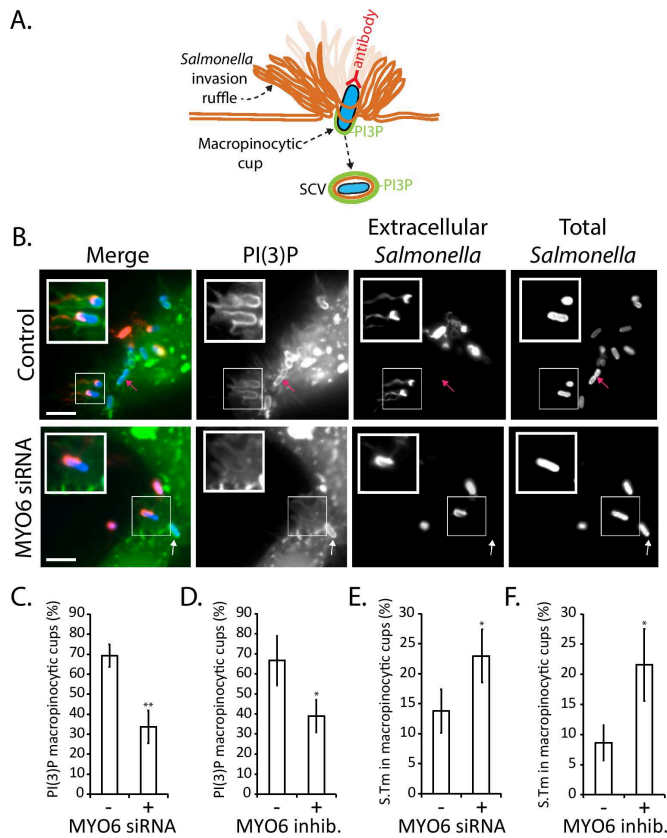 A.
Salmonella
invasion
ruffle
antibody
Macropinocytic
cup
PI3P
SCV
PI3P
B.
Merge
PI(3)P
Extracellular
Salmonella
Total
Salmonella
Control
MYO6 siRNA
C.
PI(3)P macropinocytic cups (%)
90
80
70
60
50
40
30
20
10
0
**
- +
MYO6 siRNA
D.
PI(3)P macropinocytic cups (%)
90
80
70
60
50
40
30
20
10
0
*
- +
MYO6 inhib.
E.
S.Tm in macropinocytic cups (%)
30
25
20
15
10
5
0
*
- +
MYO6 siRNA
F.
S.Tm in macropinocytic cups (%)
30
25
20
15
10
5
0
*
- +
MYO6 inhib.